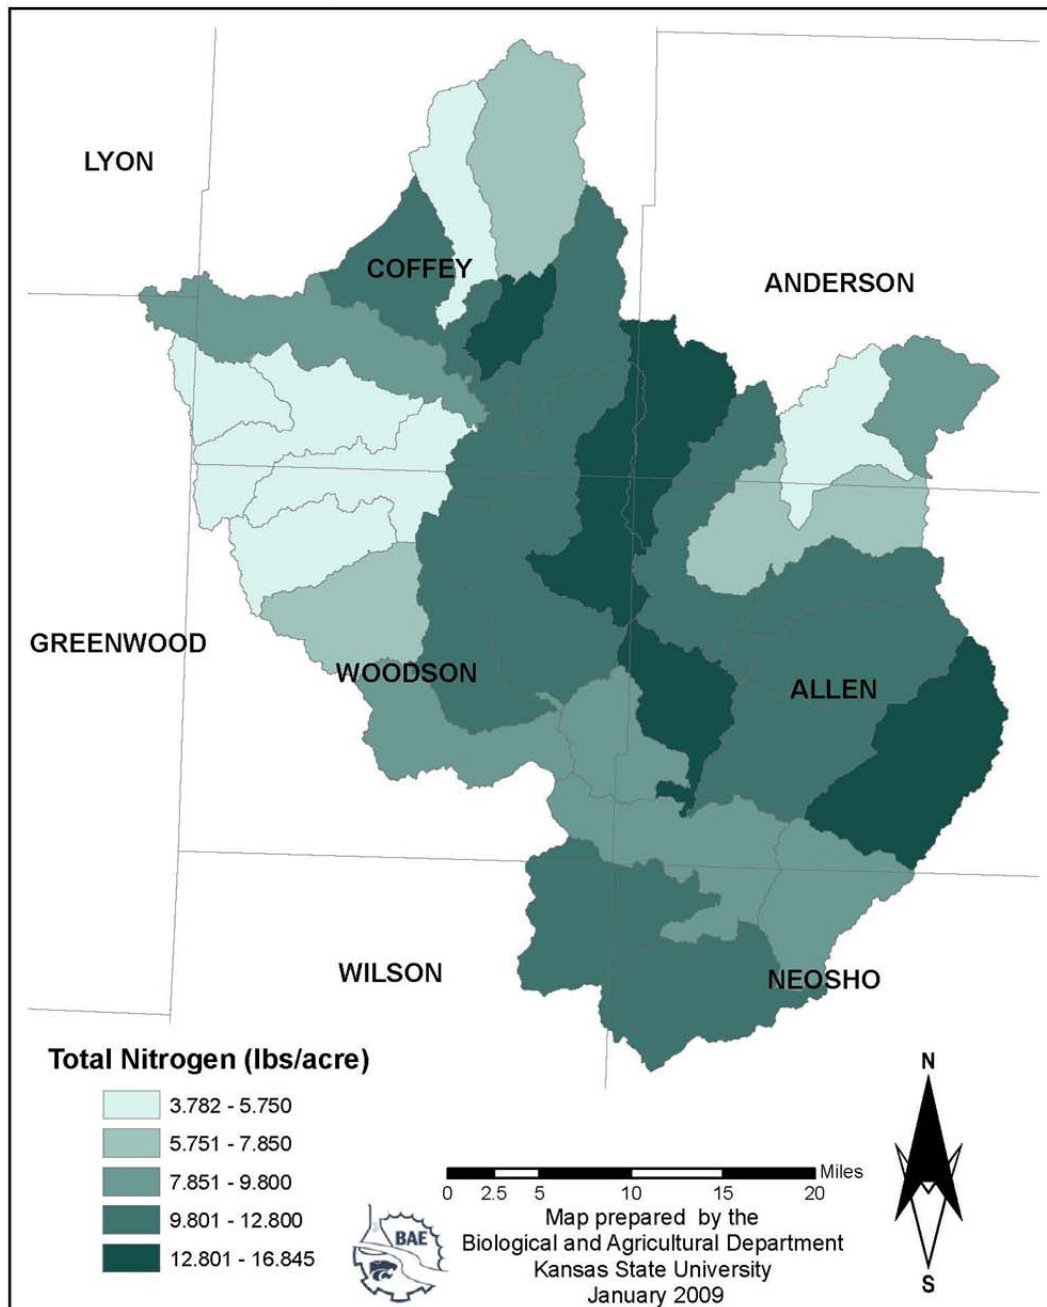 LYON
COFFEY
ANDERSON
GREENWOOD
WOODSON
ALLEN
WILSON
NEOSHO
Total Nitrogen (lbs/acre)
3.782 - 5.750
5.751 - 7.850
7.851 - 9.800
9.801 - 12.800
12.801 - 16.845
BAE
Miles
0 2.5 5 10 15 20
Map prepared by the
Biological and Agricultural Department
Kansas State University
January 2009
N
S